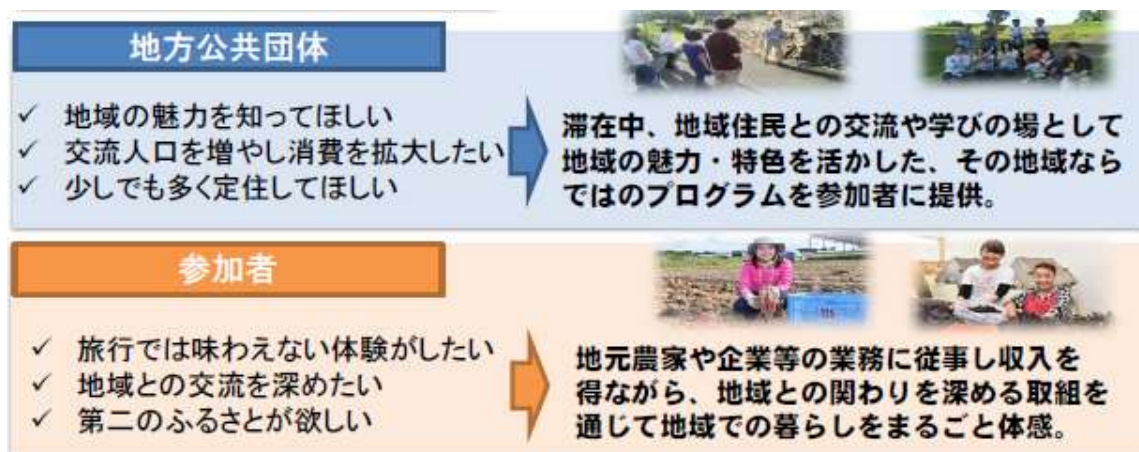 地方公共団体
✓ 地域の魅力を知ってほしい
✓ 交流人口を増やし消費を拡大したい
✓ 少しでも多く定住してほしい
滞在中、地域住民との交流や学びの場として
地域の魅力・特色を活かした、その地域なら
ではのプログラムを参加者に提供。
参加者
✓ 旅行では味わえない体験がしたい
✓ 地域との交流を深めたい
✓ 第二のふるさとが欲しい
地元農家や企業等の業務に従事し収入を
得ながら、地域との関わりを深める取組を
通じて地域での暮らしをまるごと体感。